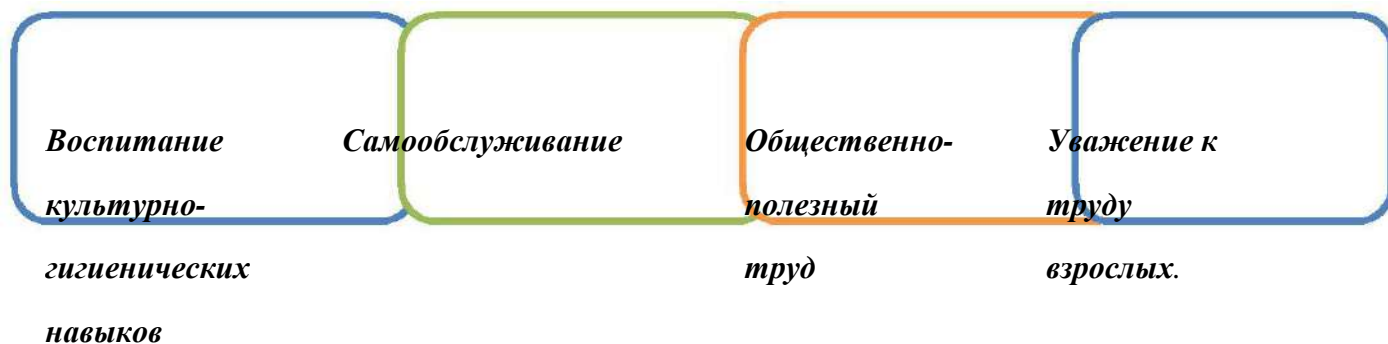 Воспитание
культурно-
гигиенических
навыков
Самообслуживание
Общественно-
полезный
труд
Уважение к
труду
взрослых.